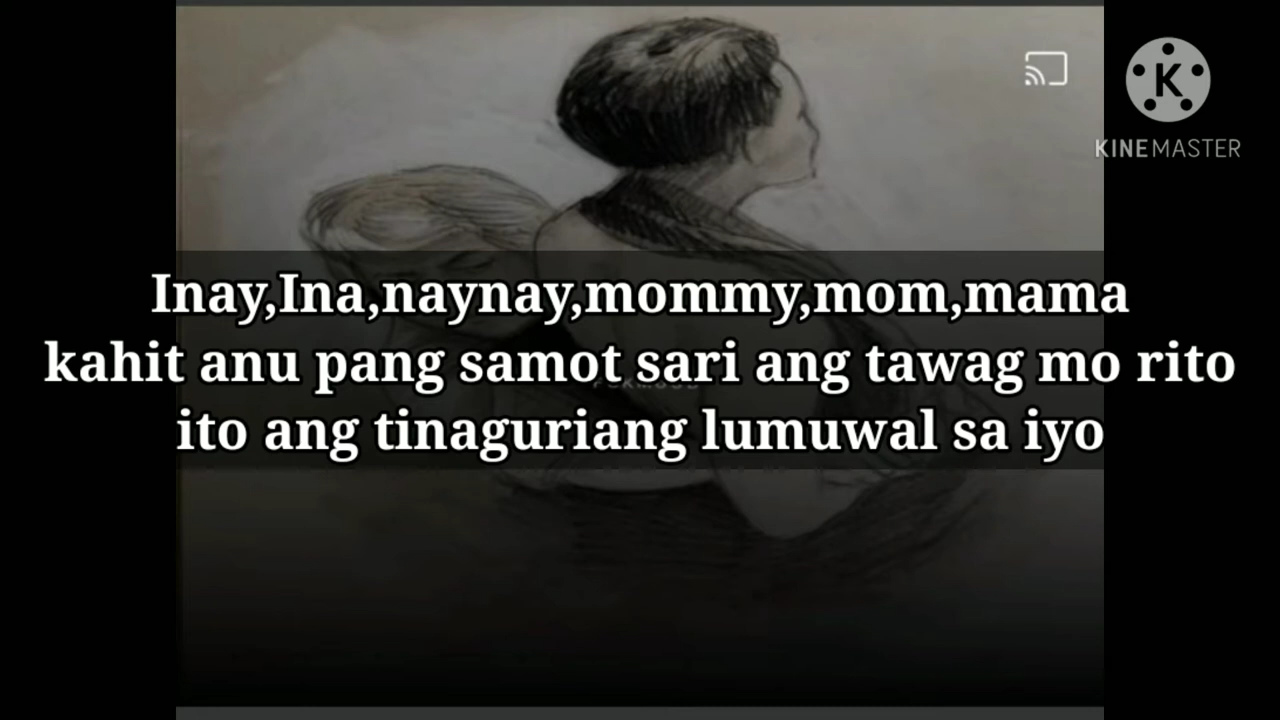 KINEMASTER
Inay,Ina,naynay,mommy,mom,mama
kahit anu pang samot sari ang tawag mo rito
ito ang tinaguriang lumuwal sa iyo